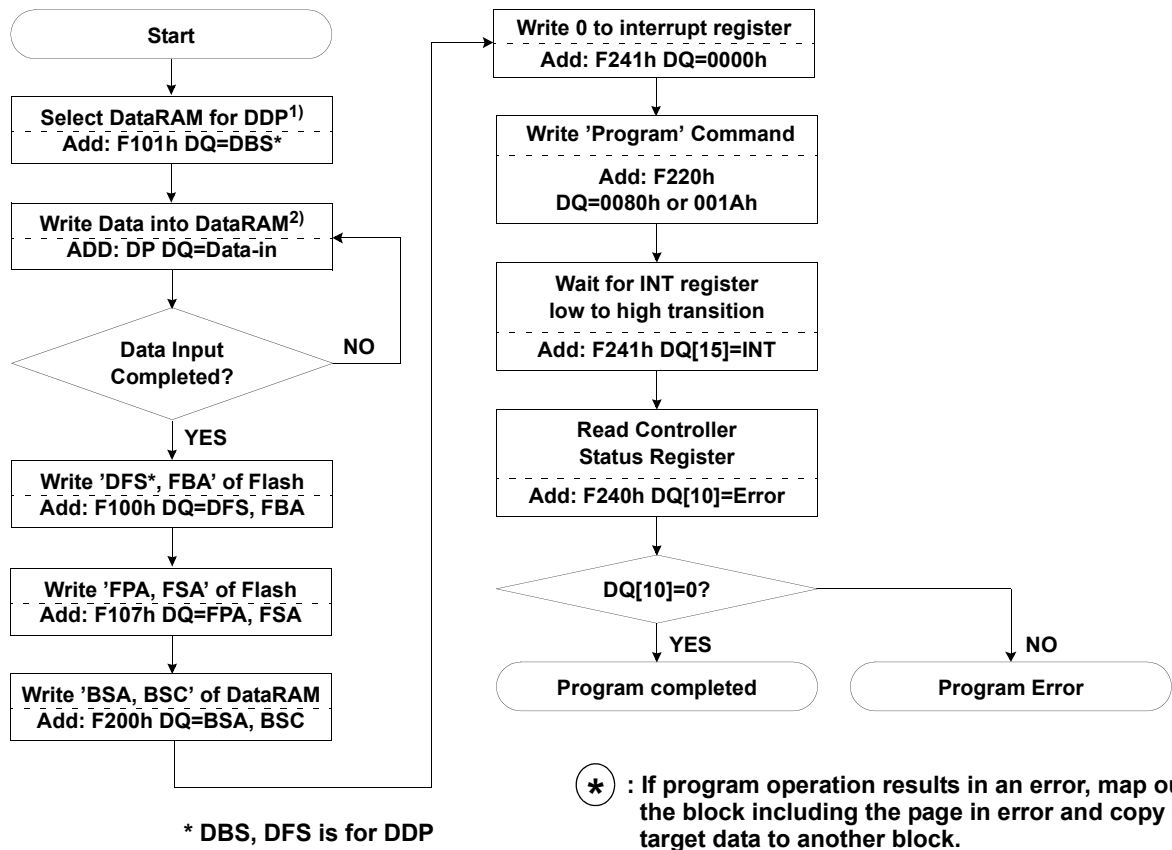 Start
Select DataRAM for DDP1)
Add: F101h DQ=DBS*
Write Data into DataRAM2)
ADD: DP DQ=Data-in
Data Input
Completed?
NO
YES
Write ’DFS*, FBA’ of Flash
Add: F100h DQ=DFS, FBA
Write ’FPA, FSA’ of Flash
Add: F107h DQ=FPA, FSA
Write ’BSA, BSC’ of DataRAM
Add: F200h DQ=BSA, BSC
Write 0 to interrupt register
Add: F241h DQ=0000h
Write ’Program’ Command
Add: F220h
DQ=0080h or 001Ah
Wait for INT register
low to high transition
Add: F241h DQ[15]=INT
Read Controller
Status Register
Add: F240h DQ[10]=Error
DQ[10]=0?
YES
NO
Program completed
Program Error
* DBS, DFS is for DDP
* : If program operation results in an error, map
the block including the page in error and copy
target data to another block.